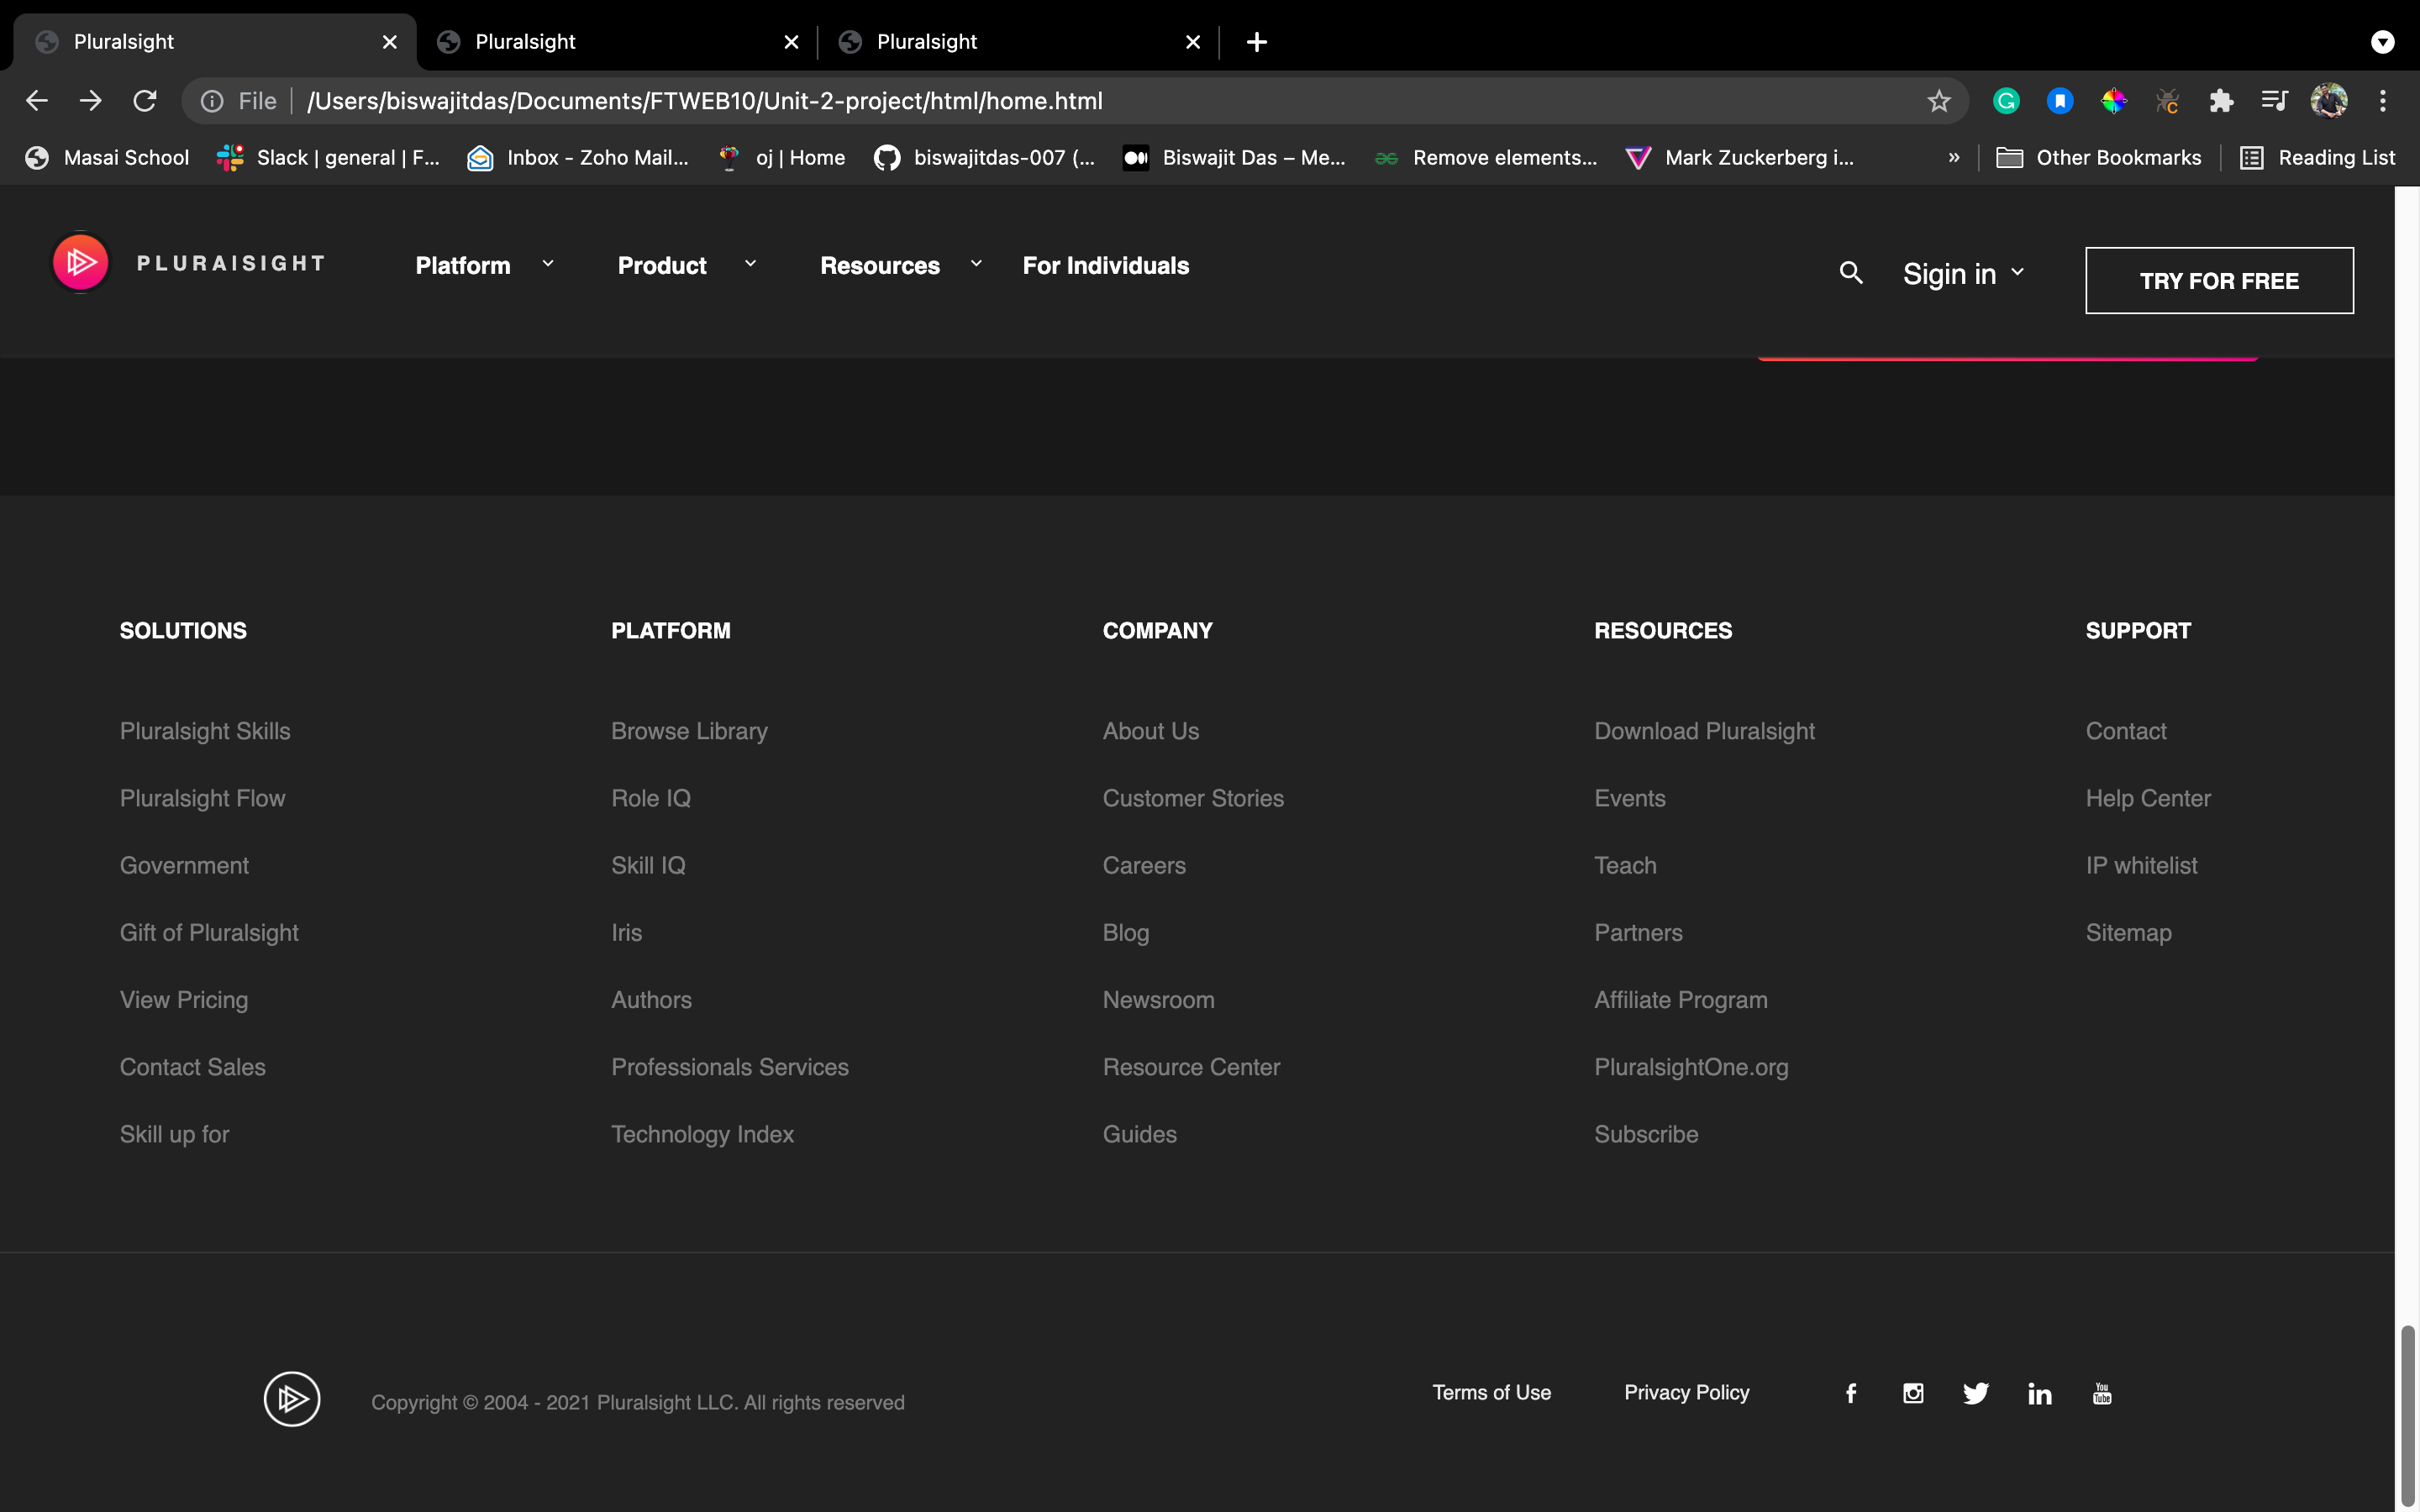 Pluralsight Pluralsight Pluralsight
File /Users/biswajitdas/Documents/FTWEB10/Unit-2-project/html/home.html
Masai School Slack | general | F... Inbox - Zoho Mail... oj | Home biswajitdas-007 (... Biswajit Das – Me... Remove elements... Mark Zuckerberg i... » Other Bookmarks Reading List
PLURAISIGHT Platform Product Resources For Individuals Sigin in TRY FOR FREE
SOLUTIONS
Pluralsight Skills
Pluralsight Flow
Government
Gift of Pluralsight
View Pricing
Contact Sales
Skill up for
PLATFORM
Browse Library
Role IQ
Skill IQ
Iris
Authors
Professionals Services
Technology Index
COMPANY
About Us
Customer Stories
Careers
Blog
Newsroom
Resource Center
Guides
RESOURCES
Download Pluralsight
Events
Teach
Partners
Affiliate Program
PluralsightOne.org
Subscribe
SUPPORT
Contact
Help Center
IP whitelist
Sitemap
Copyright © 2004 - 2021 Pluralsight LLC. All rights reserved
Terms of Use Privacy Policy You Tube